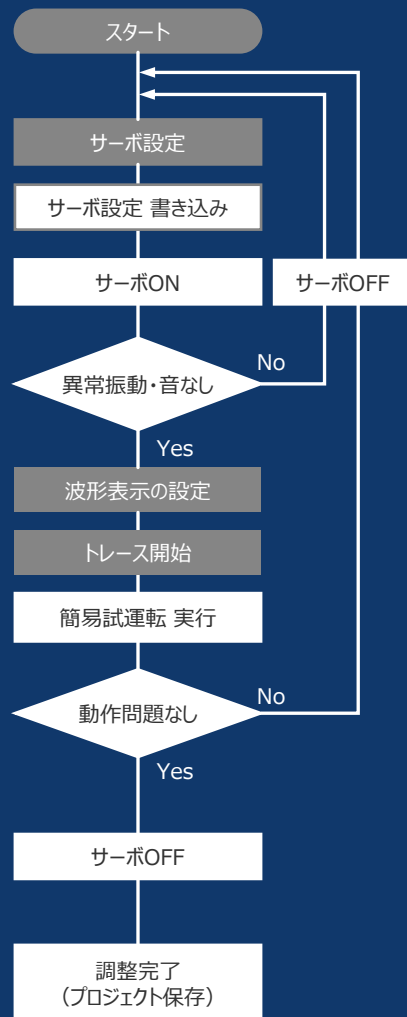 スタート
サーボ設定
サーボ設定 書き込み
サーボON
サーボOFF
異常振動・音なし
No
Yes
波形表示の設定
トレース開始
簡易試運転 実行
動作問題なし
No
Yes
サーボOFF
調整完了
（プロジェクト保存）